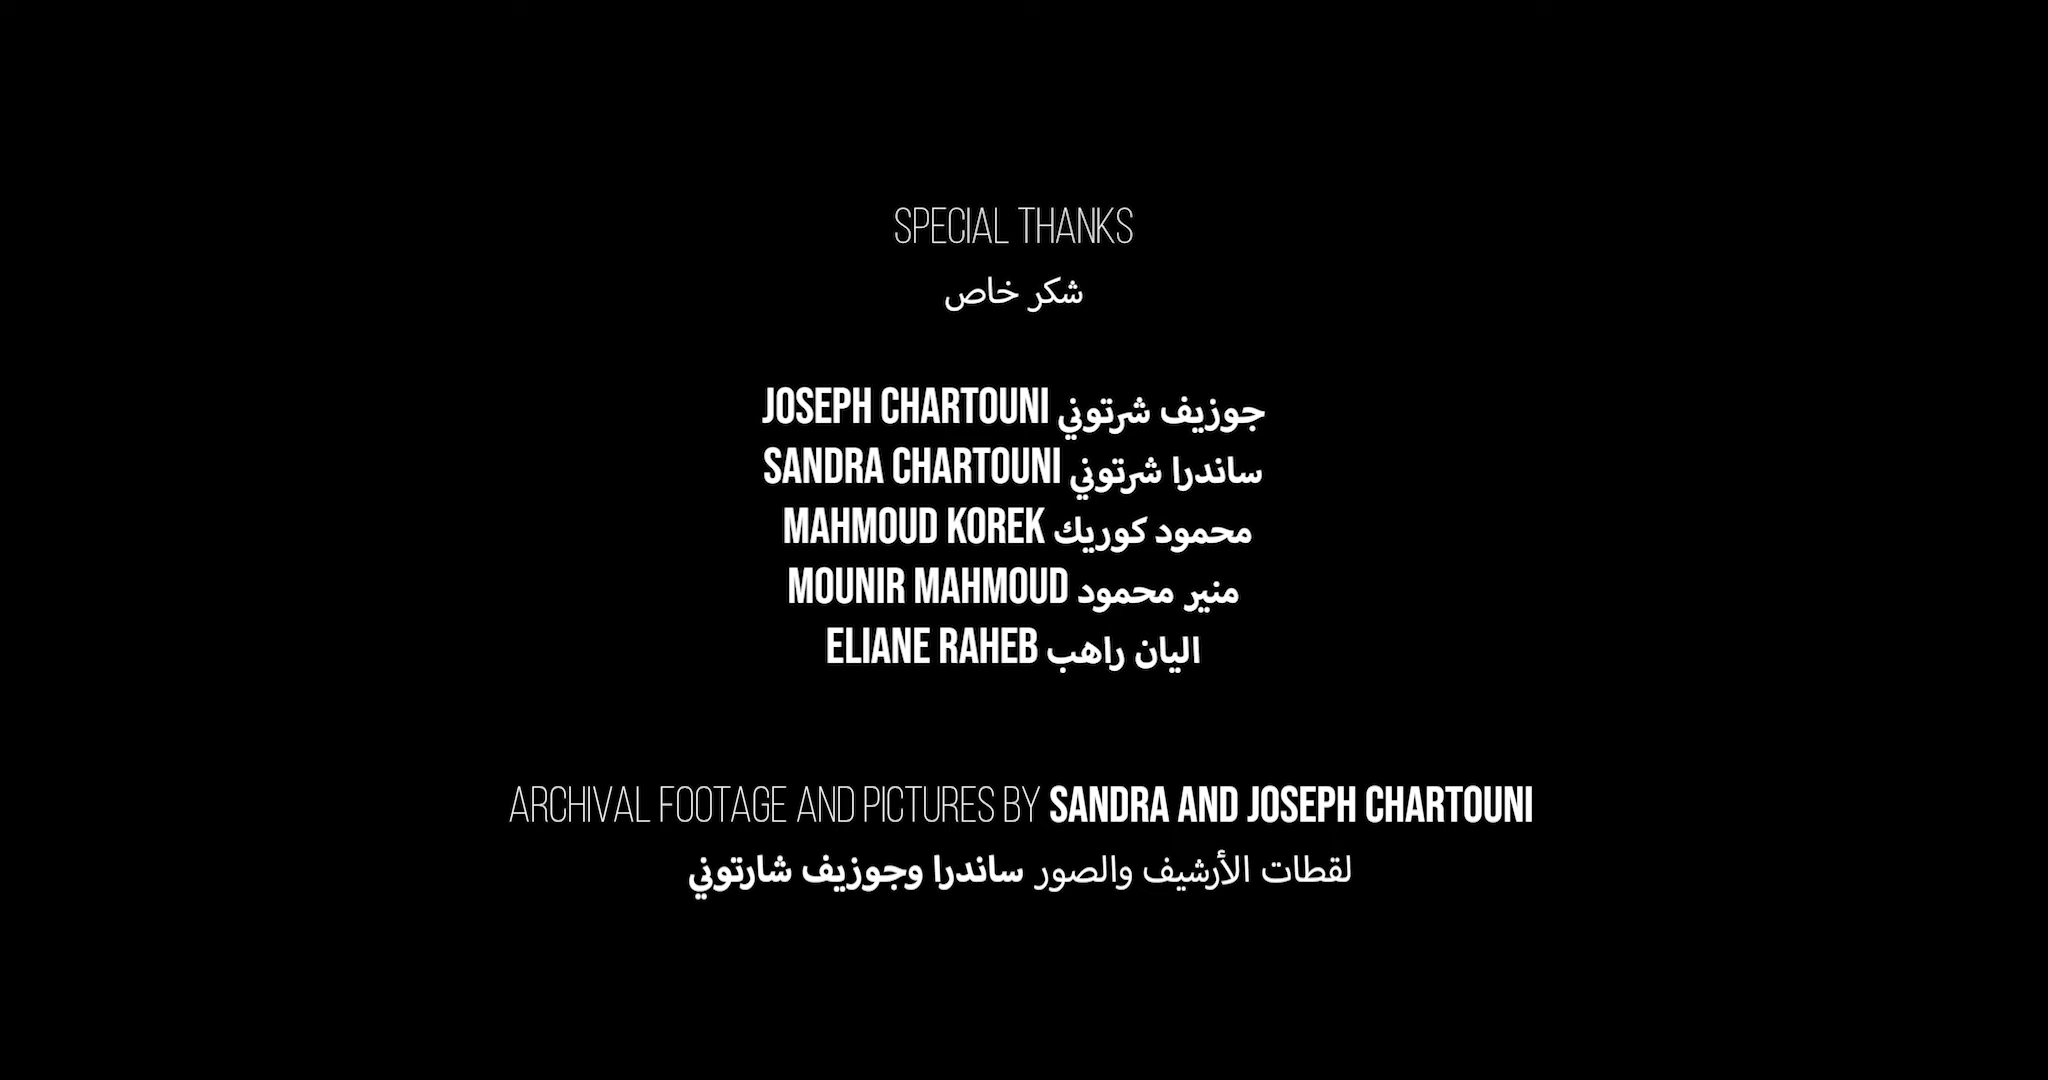 SPECIAL THANKS
شكر خاص
JOSEPH CHARTOUNI جوزيف شرتوني
SANDRA CHARTOUNI ساندرا شرتوني
MAHMOUD KOREK محمود كوريك
MOUNIR MAHMOUD منير محمود
ELIANE RAHEB اليان راهب
ARCHIVAL FOOTAGE AND PICTURES BY SANDRA AND JOSEPH CHARTOUNI
لقطات الأرشيف والصور ساندرا وجوزيف شارتوني